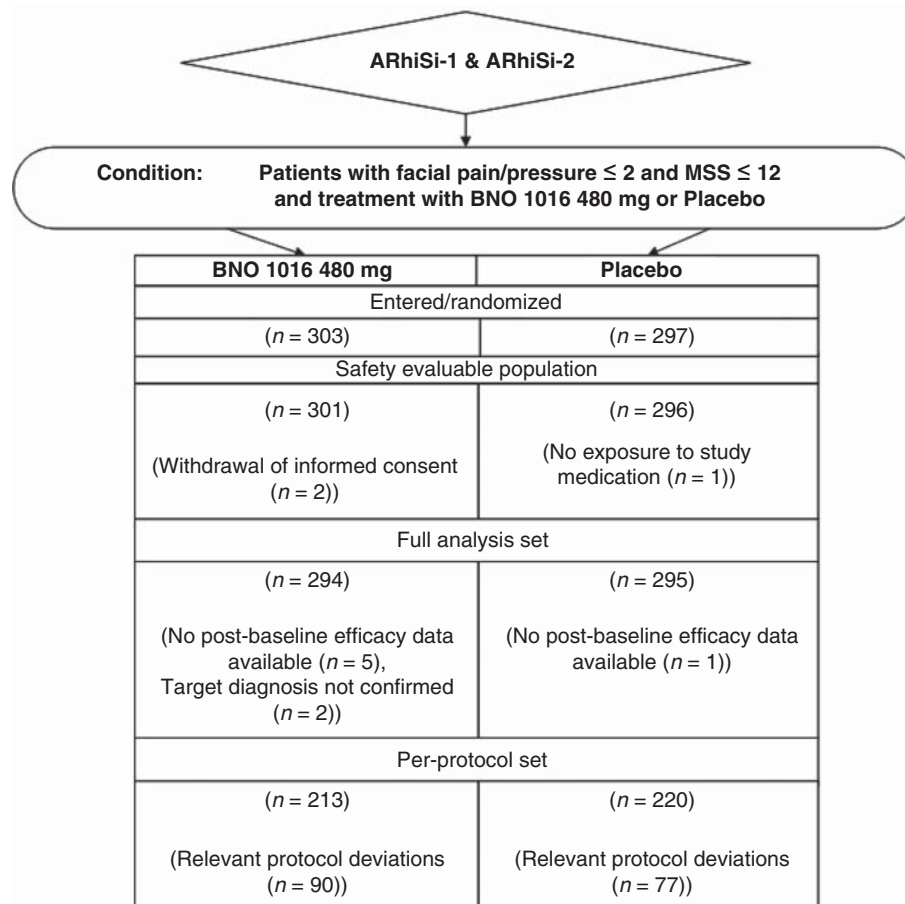 ARhiSi-1 & ARhiSi-2
Condition: Patients with facial pain/pressure ≤ 2 and MSS ≤ 12
and treatment with BNO 1016 480 mg or Placebo
BNO 1016 480 mg Placebo
Entered/randomized
(n = 303) (n = 297)
Safety evaluable population
(n = 301)
(Withdrawal of informed consent
(n = 2))
(n = 296)
(No exposure to study
medication (n = 1))
Full analysis set
(n = 294)
(No post-baseline efficacy data
available (n = 5),
Target diagnosis not confirmed
(n = 2))
(n = 295)
(No post-baseline efficacy data
available (n = 1))
Per-protocol set
(n = 213)
(Relevant protocol deviations
(n = 90))
(n = 220)
(Relevant protocol deviations
(n = 77))